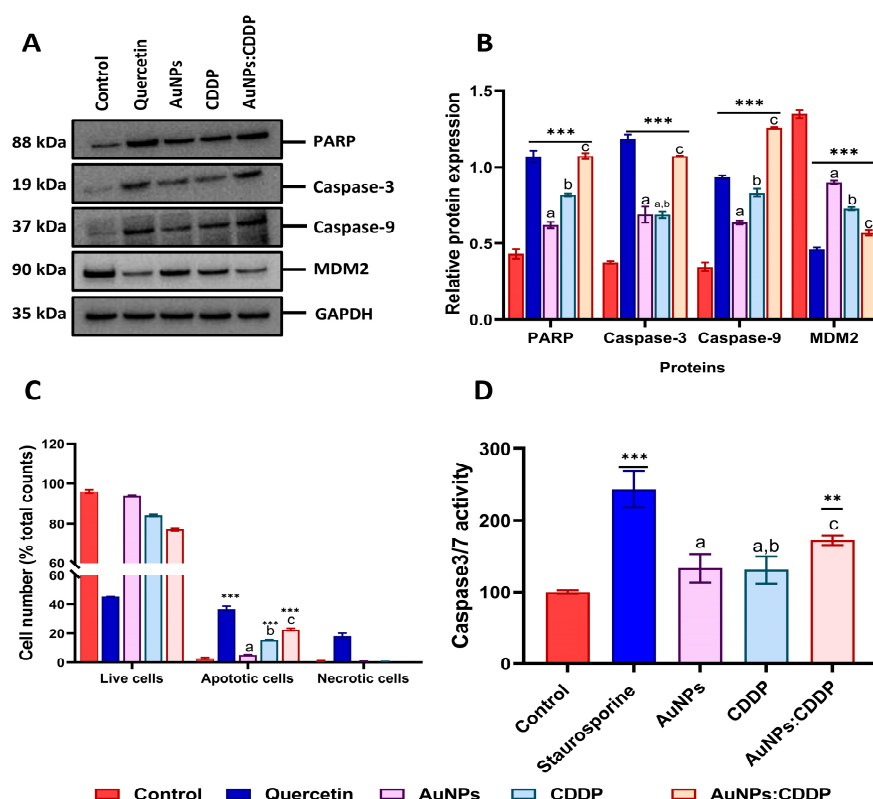 A
Control
Quercetin
AuNPs
CDDP
AuNPs:CDDP
88 kDa
PARP
19 kDa
Caspase-3
37 kDa
Caspase-9
90 kDa
MDM2
35 kDa
GAPDH
B
Relative protein expression
1.5
1.0
0.5
0.0
*** *** *** ***
a b c
a a,b c
a b c
a b c
PARP Caspase-3 Caspase-9 MDM2
Proteins
C
Cell number (% total counts)
120
100
80
60
60
40
20
0
*** *** ***
a b c
Live cells Apototic cells Necrotic cells
D
Caspase3/7 activity
300
200
100
0
*** **
a a,b c
Control
Staurosporine
AuNPs
CDDP
AuNPs:CDDP
Control Quercetin AuNPs CDDP AuNPs:CDDP